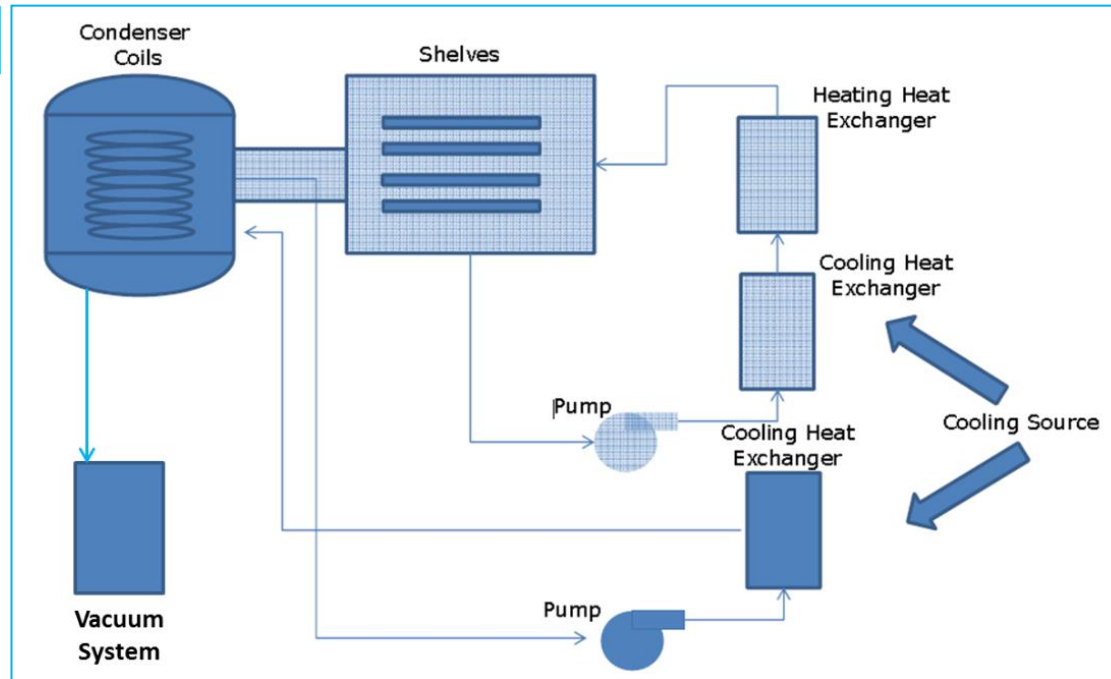 Condenser
Coils
Shelves
Heating Heat
Exchanger
Cooling Heat
Exchanger
Pump
Cooling Heat
Exchanger
Cooling Source
Pump
Vacuum
System